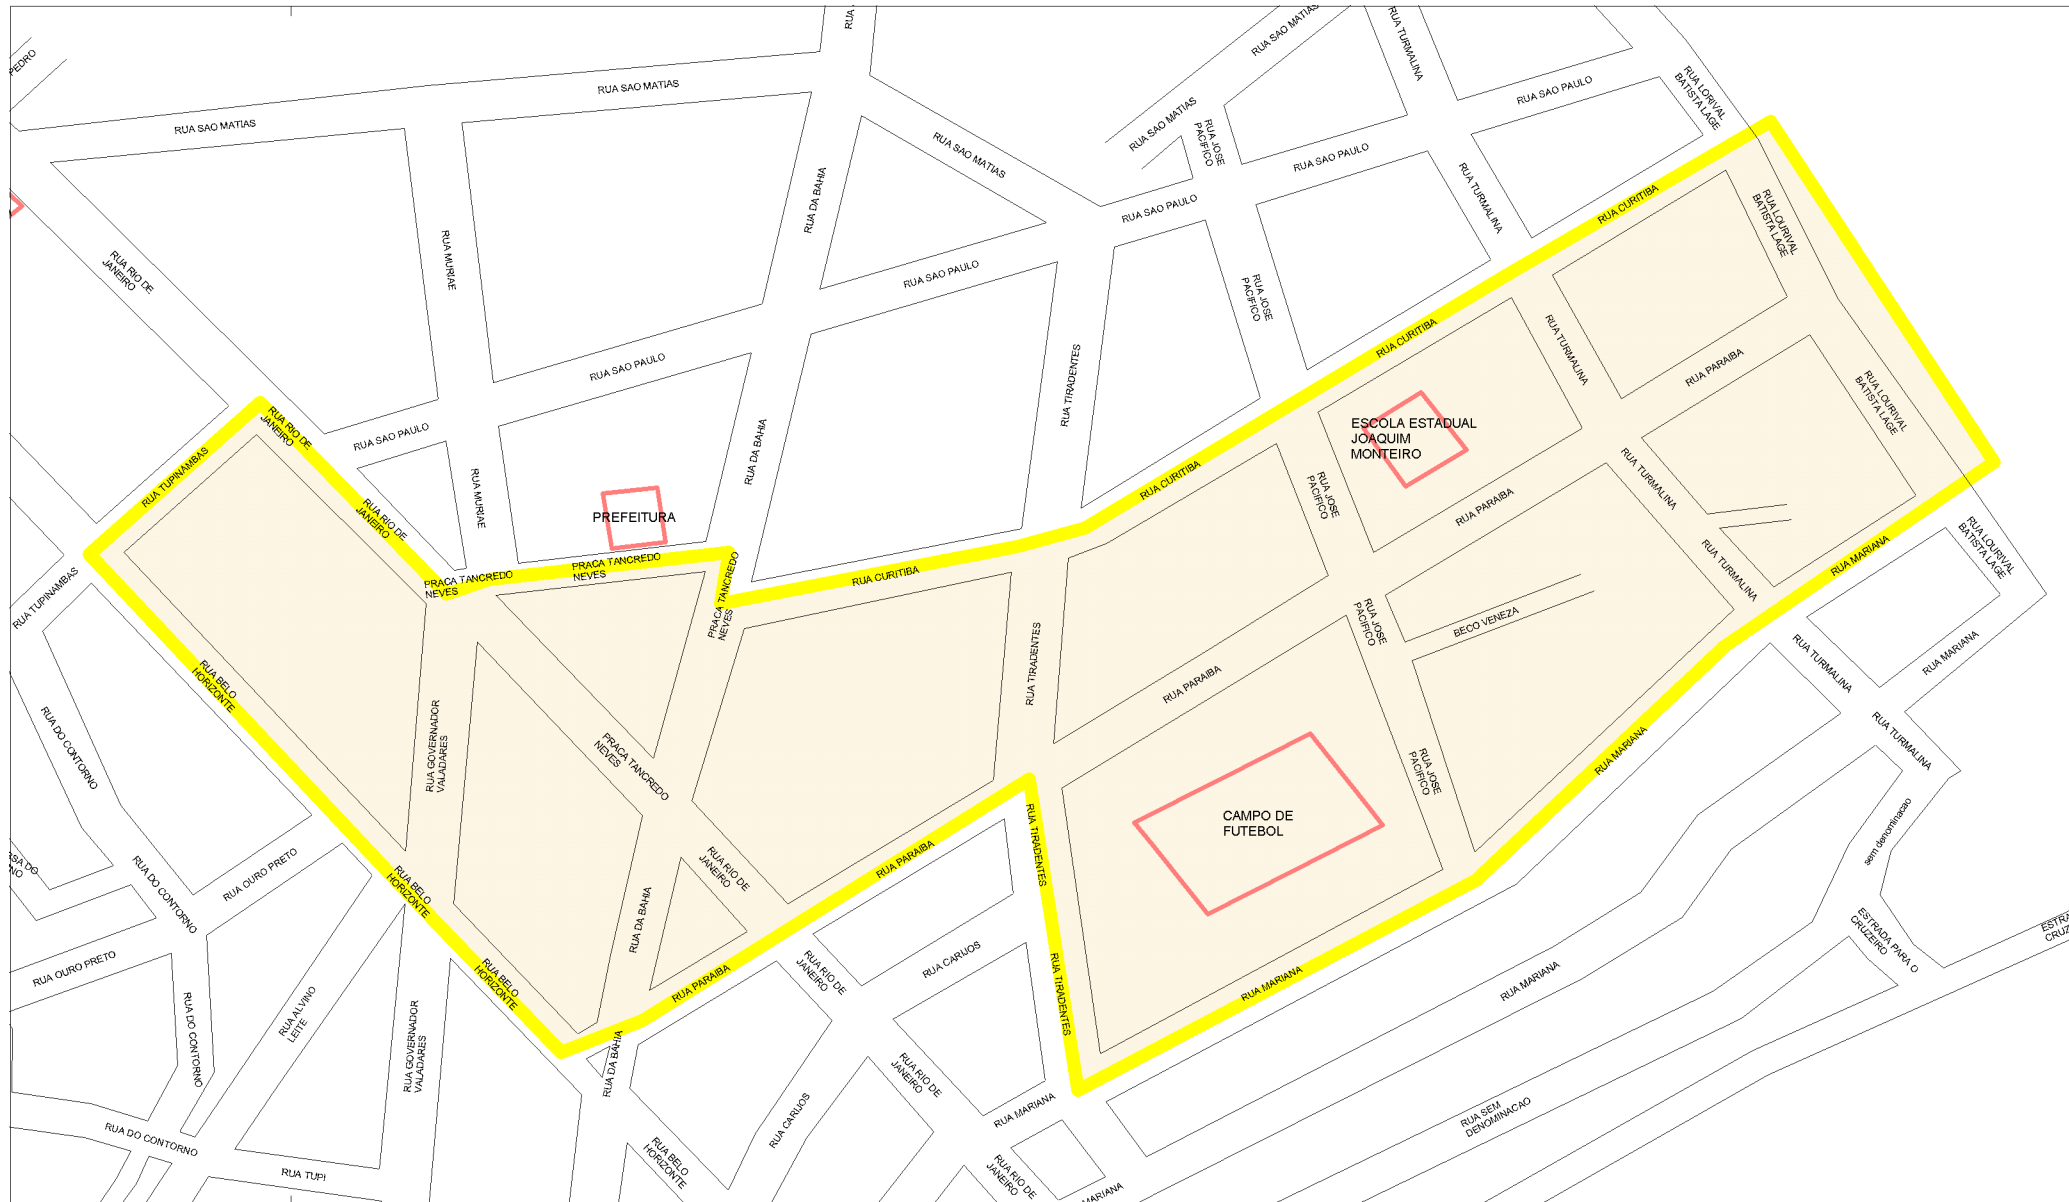 PEDRO
RUA SAO MATIAS
RUA SAO MATIAS
RUA SAO MATIAS
RUA SAO MATIAS
RUA SAO MATIAS
RUA TURMALINA
RUA SAO PAULO
RUA LORIVAL
BATISTA LAGE
RUA JOSE
PACIFICO
RUA SAO PAULO
RUA SAO PAULO
RUA TURMALINA
RUA DA BAHIA
RUA MURIAE
RUA RIO DE
JANEIRO
RUA SAO PAULO
RUA JOSE
PACIFICO
RUA CURITIBA
RUA LOURIVAL
BATISTA LAGE
RUA CURITIBA
RUA TURMALINA
RUA PARAIBA
RUA LOURIVAL
BATISTA LAGE
RUA TIRADENTES
RUA SAO PAULO
RUA SAO PAULO
RUA RIO DE
JANEIRO
RUA TUPINAMBAS
RUA MURIAE
RUA DA BAHIA
RUA RIO DE
JANEIRO
PREFEITURA
ESCOLA ESTADUAL
JOAQUIM
MONTEIRO
RUA CURITIBA
RUA JOSE
PACIFICO
RUA PARAIBA
RUA TURMALINA
RUA TURMALINA
RUA MARIANA
RUA LOURIVAL
BATISTA LAGE
PRACA TANCREDO
NEVES
PRACA TANCREDO
NEVES
PRACA TANCREDO
NEVES
RUA CURITIBA
RUA TUPINAMBAS
RUA JOSE
PACIFICO
BECO VENEZA
RUA TURMALINA
RUA MARIANA
RUA TURMALINA
RUA BELO
HORIZONTE
RUA GOVERNADOR
VALADARES
RUA TIRADENTES
RUA PARAIBA
RUA DO CONTORNO
PRACA TANCREDO
NEVES
RUA JOSE
PACIFICO
RUA MARIANA
CAMPO DE
FUTEBOL
sem denominacao
RUA DO CONTORNO
RUA OURO PRETO
RUA BELO
HORIZONTE
RUA RIO DE
JANEIRO
RUA PARAIBA
RUA TIRADENTES
RUA DA BAHIA
RUA OURO PRETO
RUA BELO
HORIZONTE
RUA PARAIBA
RUA RIO DE
JANEIRO
RUA CARIJOS
RUA TIRADENTES
RUA MARIANA
RUA MARIANA
ESTRADA PARA O
CRUZEIRO
RUA DO CONTORNO
RUA ALVINO
LEITE
RUA GOVERNADOR
VALADARES
RUA DA BAHIA
RUA RIO DE
JANEIRO
RUA CARIJOS
RUA MARIANA
RUA SEM
DENOMINACAO
RUA DO CONTORNO
RUA TUPI
RUA BELO
HORIZONTE
RUA RIO DE
JANEIRO
MARIANA